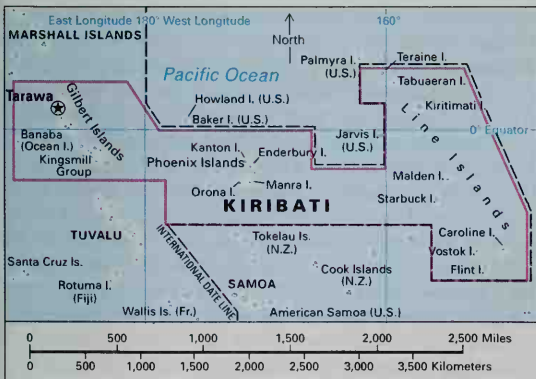 East Longitude 180° West Longitude
160°
MARSHALL ISLANDS
North
Pacific Ocean
Palmyra I.
(U.S.)
Teraine I.
Tabuaeran I.
Kiritimati I.
Line Islands
Tarawa
Gilbert Islands
Howland I. (U.S.)
Baker I. (U.S.)
Jarvis I.
(U.S.)
0° Equator
Banaba
(Ocean I.)
Kingsmill
Group
Kanton I.
Enderbury I.
Phoenix Islands
Orona I.
Manra I.
Malden I.
Starbuck I.
KIRIBATI
TUVALU
INTERNATIONAL DATE LINE
Tokelau Is.
(N.Z.)
Caroline I.
Vostok I.
Flint I.
Santa Cruz Is.
Rotuma I.
(Fiji)
SAMOA
Cook Islands
(N.Z.)
Wallis Is. (Fr.)
American Samoa (U.S.)
0 500 1,000 1,500 2,000 2,500 Miles
0 500 1,000 1,500 2,000 2,500 3,000 3,500 Kilometers